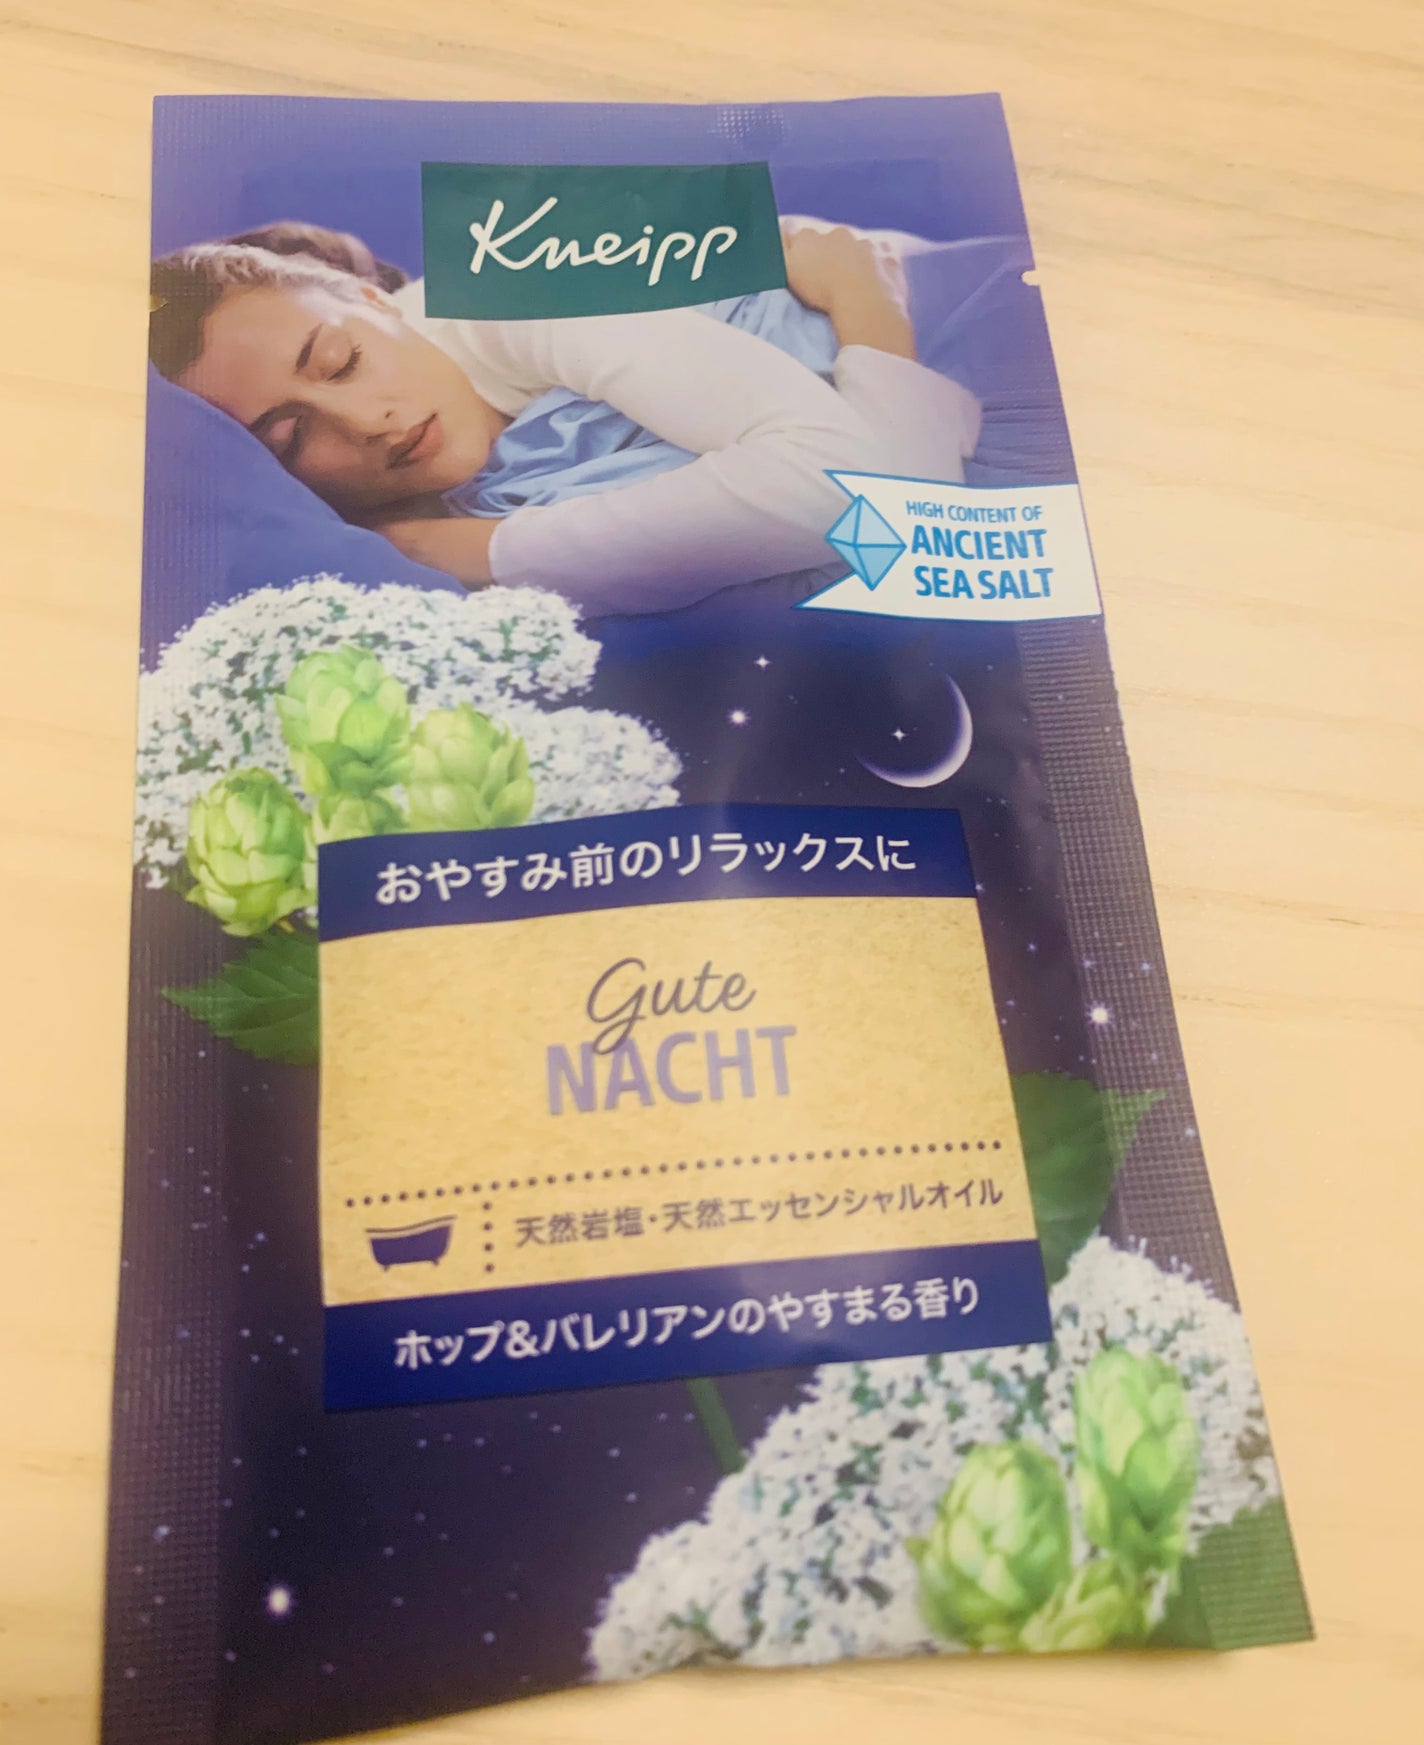 Kneipp
HIGH CONTENT OF
ANCIENT
SEA SALT
おやすみ前のリラックスに
Gute
NACHT
天然岩塩・天然エッセンシャルオイル
ホップ&バレリアンのやすまる香り